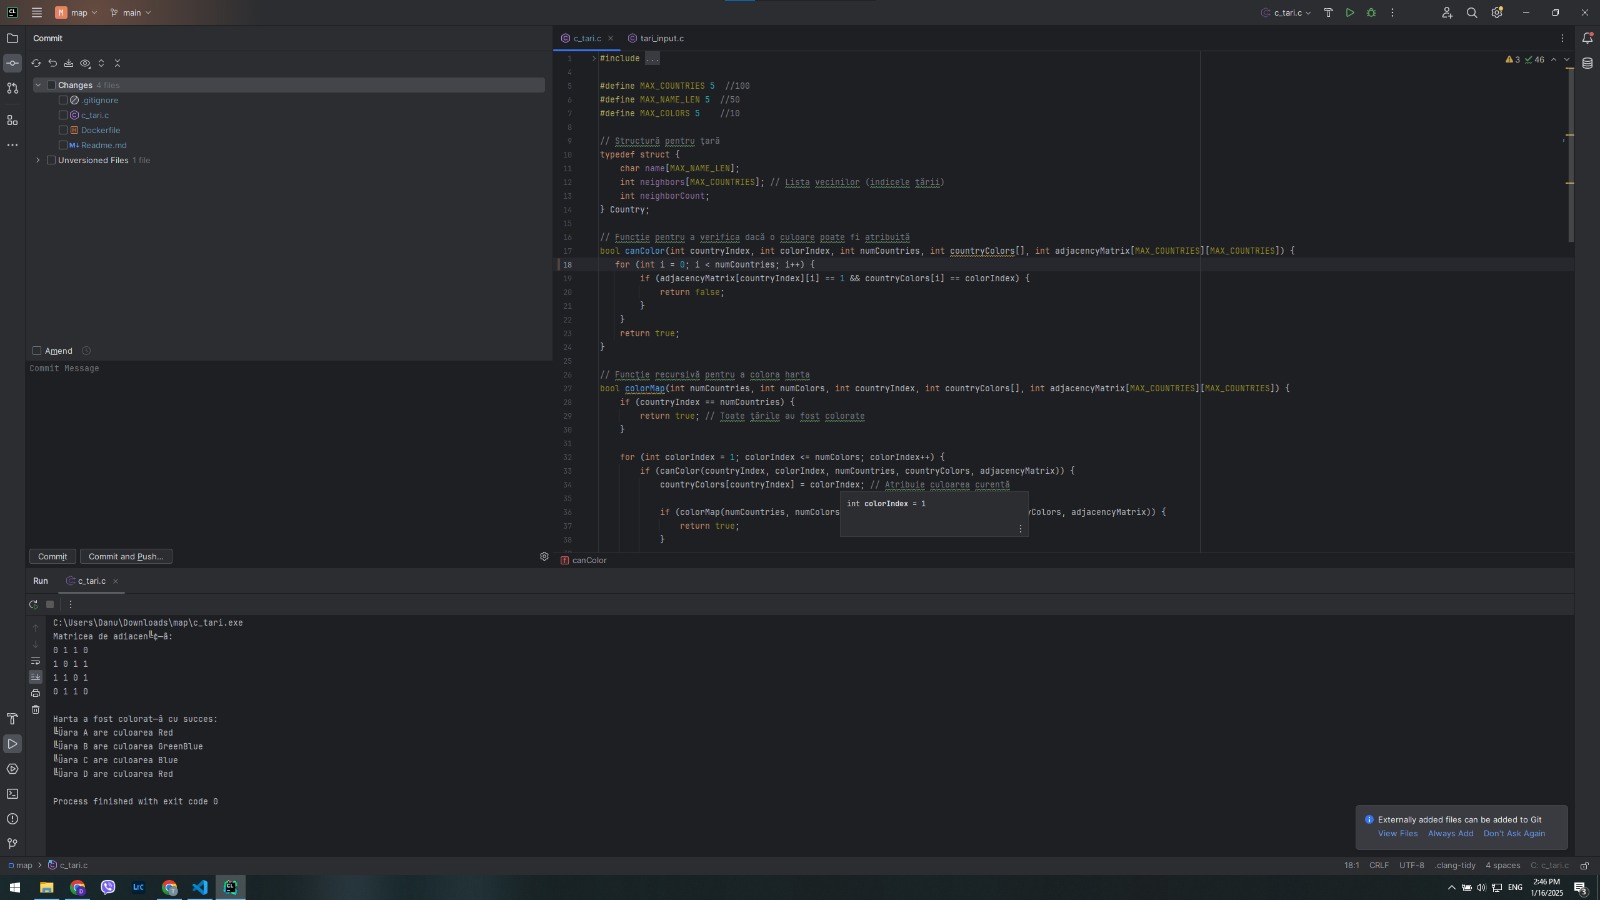 map
main
c_tari.c
Commit
Changes 4 files
.gitignore
c_tari.c
Dockerfile
Readme.md
Unversioned Files 1 file
Amend
Commit Message
Commit
Commit and Push...
c_tari.c
tari_input.c
3 46
1 #include ...
4
5 #define MAX_COUNTRIES 5 //100
6 #define MAX_NAME_LEN 5 //50
7 #define MAX_COLORS 5 //10
8
9 // Structură pentru țară
10 typedef struct {
11 char name[MAX_NAME_LEN];
12 int neighbors[MAX_COUNTRIES]; // Lista vecinilor (indicele țării)
13 int neighborCount;
14 } Country;
15
16 // Funcție pentru a verifica dacă o culoare poate fi atribuită
17 bool canColor(int countryIndex, int colorIndex, int numCountries, int countryColors[], int adjacencyMatrix[MAX_COUNTRIES][MAX_COUNTRIES]) {
18 for (int i = 0; i < numCountries; i++) {
19 if (adjacencyMatrix[countryIndex][i] == 1 && countryColors[i] == colorIndex) {
20 return false;
21 }
22 }
23 return true;
24 }
25
26 // Funcție recursivă pentru a colora harta
27 bool colorMap(int numCountries, int numColors, int countryIndex, int countryColors[], int adjacencyMatrix[MAX_COUNTRIES][MAX_COUNTRIES]) {
28 if (countryIndex == numCountries) {
29 return true; // Toate țările au fost colorate
30 }
31
32 for (int colorIndex = 1; colorIndex <= numColors; colorIndex++) {
33 if (canColor(countryIndex, colorIndex, numCountries, countryColors, adjacencyMatrix)) {
34 countryColors[countryIndex] = colorIndex; // Atribuie culoarea curentă
35
int colorIndex = 1
36 if (colorMap(numCountries, numColors yColors, adjacencyMatrix)) {
37 return true;
38 }
canColor
Run
c_tari.c
C:\Users\Danu\Downloads\map\c_tari.exe
Matricea de adiacen╚¢─â:
0 1 1 0
1 0 1 1
1 1 0 1
0 1 1 0
Harta a fost colorat─â cu succes:
╚Üara A are culoarea Red
╚Üara B are culoarea GreenBlue
╚Üara C are culoarea Blue
╚Üara D are culoarea Red
Process finished with exit code 0
Externally added files can be added to Git
View Files Always Add Don't Ask Again
map > c_tari.c
18:1 CRLF UTF-8 .clang-tidy 4 spaces C: c_tari.c
LrC
ENG
2:46 PM
1/16/2025
3